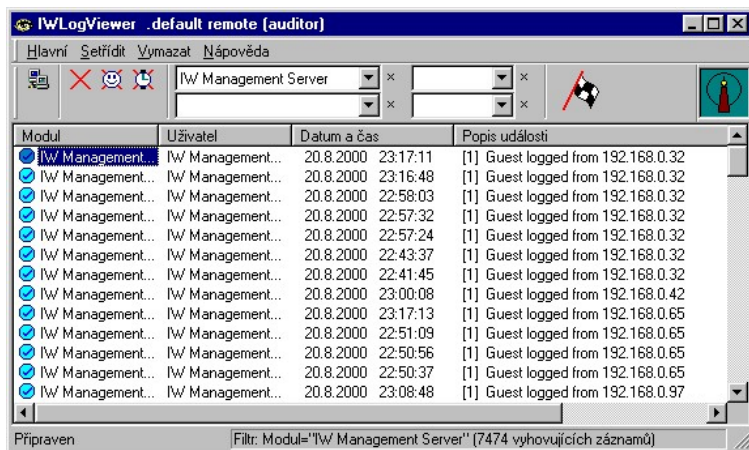 IWLogViewer .default remote (auditor)
Hlavní Setřídit Vymazat Nápověda
IW Management Server
Modul Uživatel Datum a čas Popis události
IW Management... IW Management... 20.8.2000 23:17:11 [1] Guest logged from 192.168.0.32
IW Management... IW Management... 20.8.2000 23:16:48 [1] Guest logged from 192.168.0.32
IW Management... IW Management... 20.8.2000 22:58:03 [1] Guest logged from 192.168.0.32
IW Management... IW Management... 20.8.2000 22:57:32 [1] Guest logged from 192.168.0.32
IW Management... IW Management... 20.8.2000 22:57:24 [1] Guest logged from 192.168.0.32
IW Management... IW Management... 20.8.2000 22:43:37 [1] Guest logged from 192.168.0.32
IW Management... IW Management... 20.8.2000 22:41:45 [1] Guest logged from 192.168.0.32
IW Management... IW Management... 20.8.2000 23:00:08 [1] Guest logged from 192.168.0.42
IW Management... IW Management... 20.8.2000 23:17:13 [1] Guest logged from 192.168.0.65
IW Management... IW Management... 20.8.2000 22:51:09 [1] Guest logged from 192.168.0.65
IW Management... IW Management... 20.8.2000 22:50:56 [1] Guest logged from 192.168.0.65
IW Management... IW Management... 20.8.2000 22:50:37 [1] Guest logged from 192.168.0.65
IW Management... IW Management... 20.8.2000 23:08:48 [1] Guest logged from 192.168.0.97
Připraven Filtr: Modul="IW Management Server" (7474 vyhovujících záznamů)